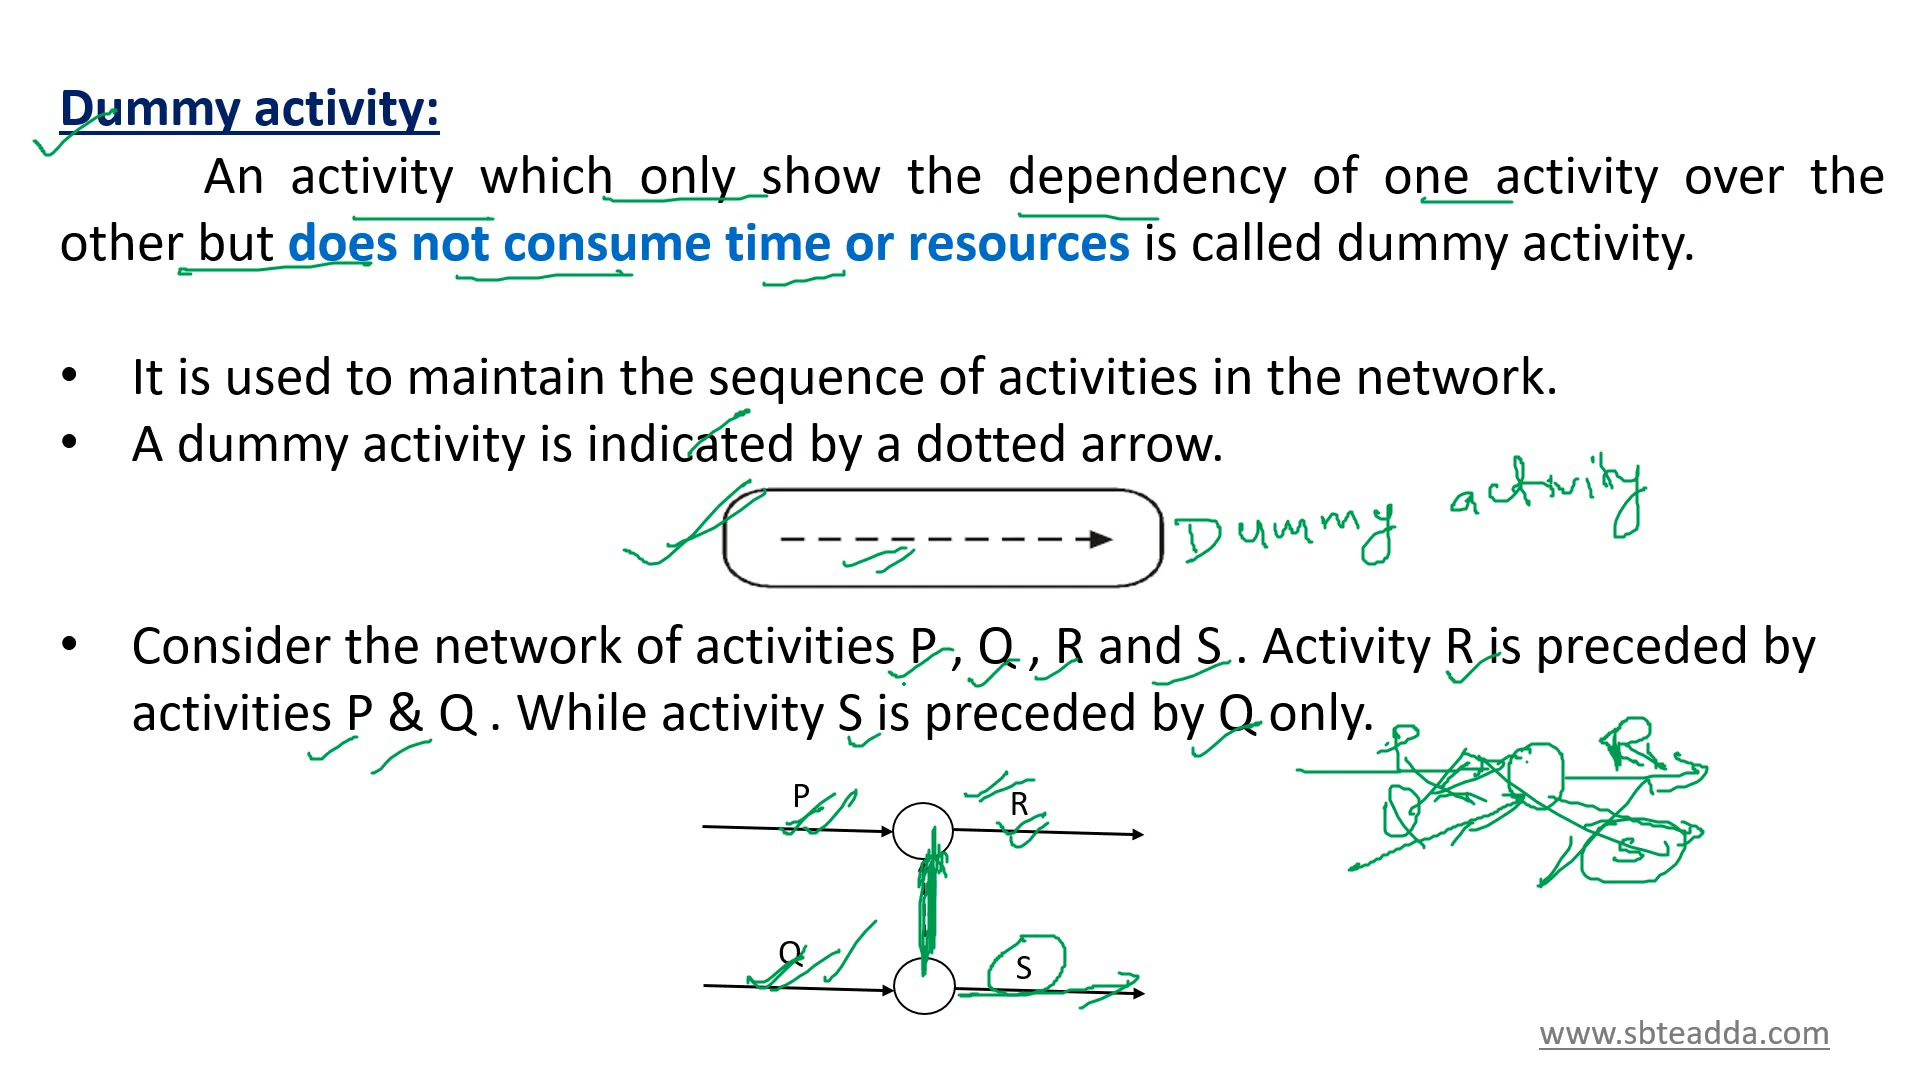 Dummy activity:
An activity which only show the dependency of one activity over the
other but does not consume time or resources is called dummy activity.
• It is used to maintain the sequence of activities in the network.
• A dummy activity is indicated by a dotted arrow.
Dummy activity
• Consider the network of activities P , Q , R and S . Activity R is preceded by
activities P & Q . While activity S is preceded by Q only.
P R
Q S
P R
Q S
www.sbteadda.com